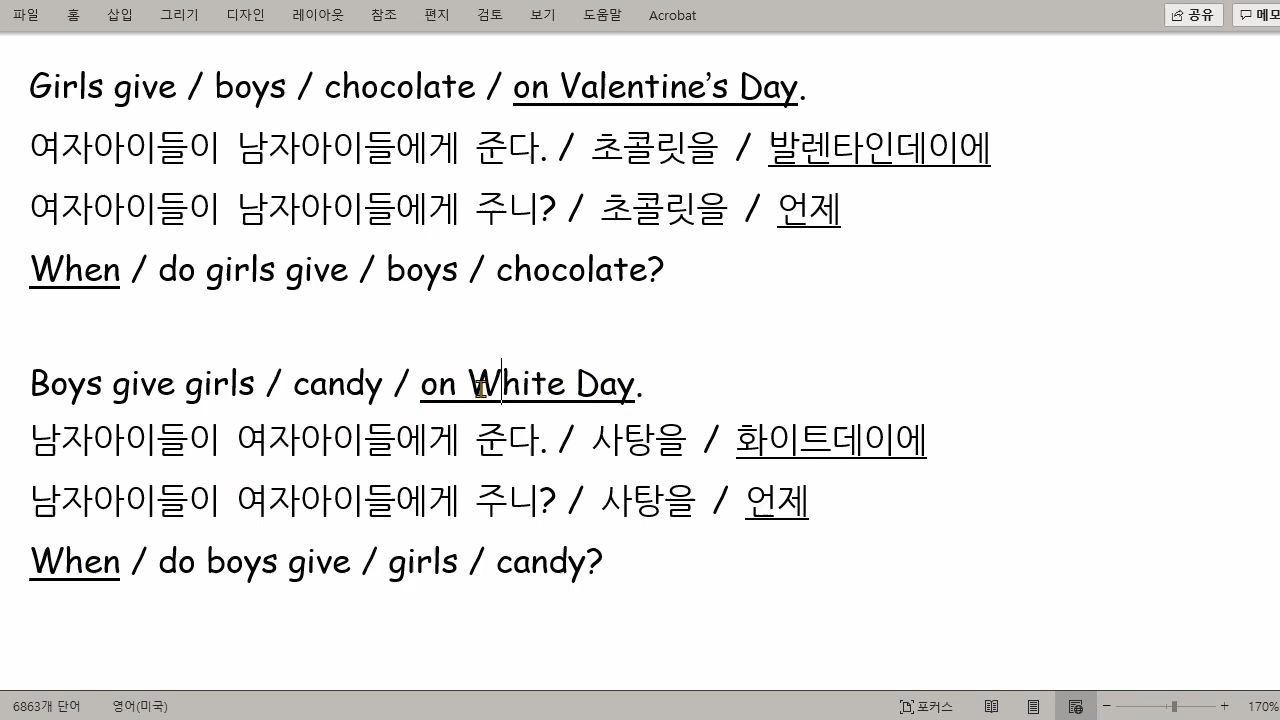 파일 홈 삽입 그리기 디자인 레이아웃 참조 편지 검토 보기 도움말 Acrobat 공유 메모
Girls give / boys / chocolate / on Valentine’s Day.
여자아이들이 남자아이들에게 준다. / 초콜릿을 / 발렌타인데이에
여자아이들이 남자아이들에게 주니? / 초콜릿을 / 언제
When / do girls give / boys / chocolate?
Boys give girls / candy / on White Day.
남자아이들이 여자아이들에게 준다. / 사탕을 / 화이트데이에
남자아이들이 여자아이들에게 주니? / 사탕을 / 언제
When / do boys give / girls / candy?
6863개 단어 영어(미국) 포커스 170%